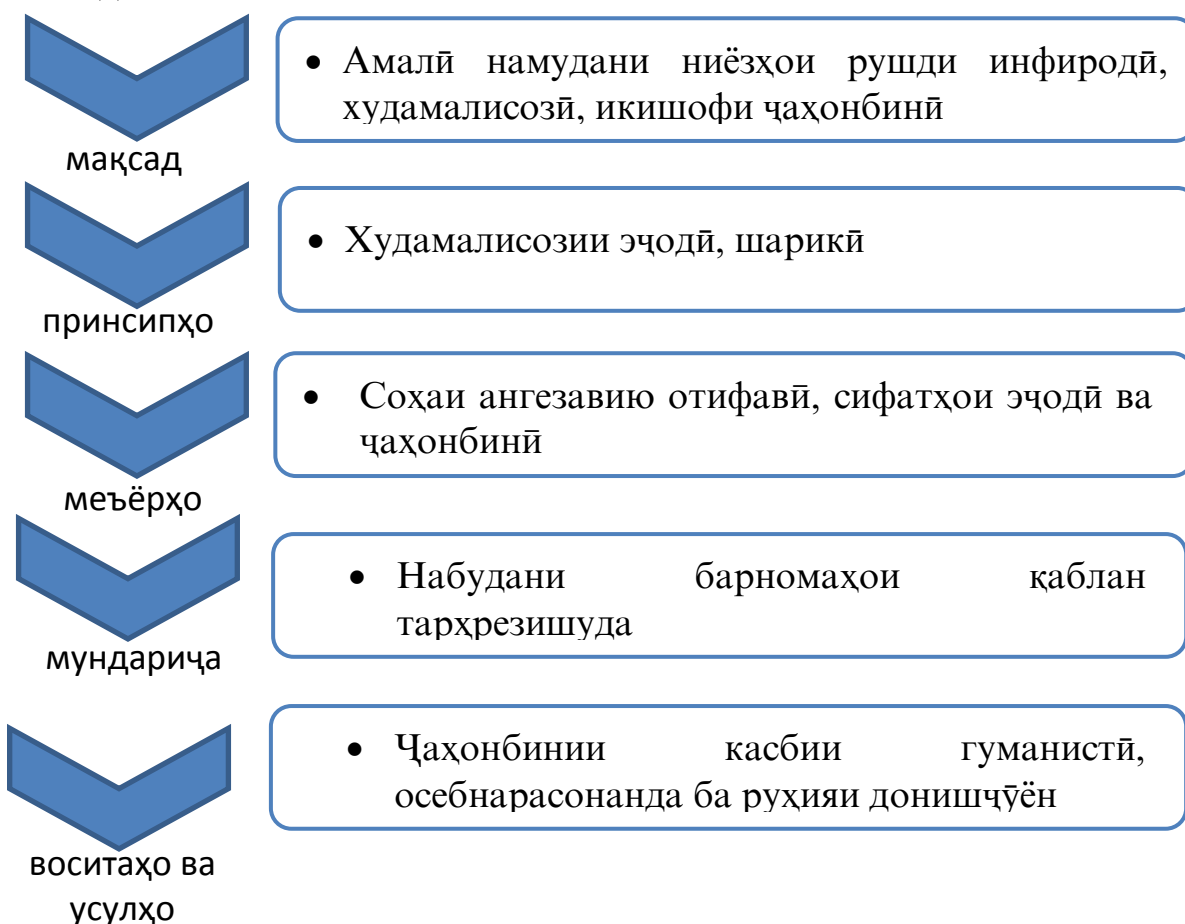 • Амалӣ намудани ниёзҳои рушди инфиродӣ,
худамалисозӣ, икишофи ҷаҳонбинӣ
мақсад
• Худамалисозии эҷодӣ, шарикӣ
принсипҳо
• Соҳаи ангезавию отифавӣ, сифатҳои эҷодӣ ва
ҷаҳонбинӣ
меъёрҳо
• Набудани барномаҳои қаблан
тарҳрезишуда
мундариҷа
• Ҷаҳонбинии касбии гуманистӣ,
осебнарасонанда ба руҳияи донишҷӯён
воситаҳо ва
усулҳо